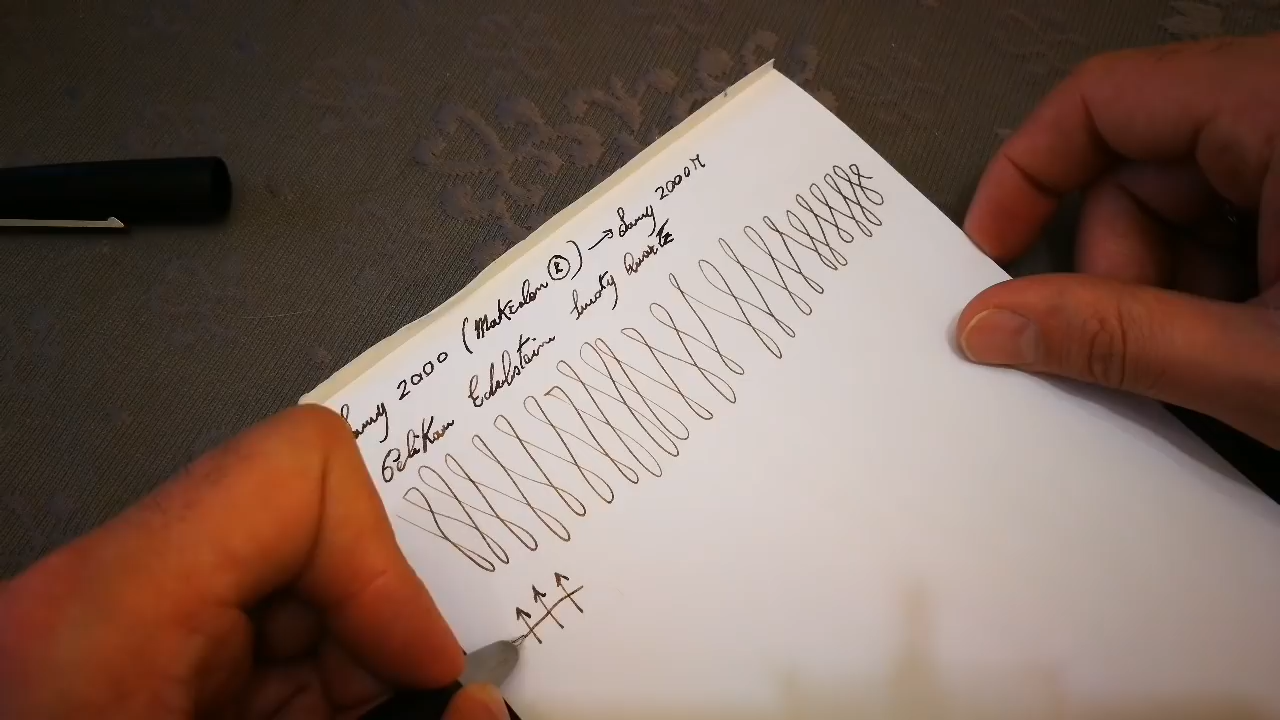 Lamy 2000 (Makrolon ®) → Lamy 2000M
Pelikan Edelstein Smoky Quartz